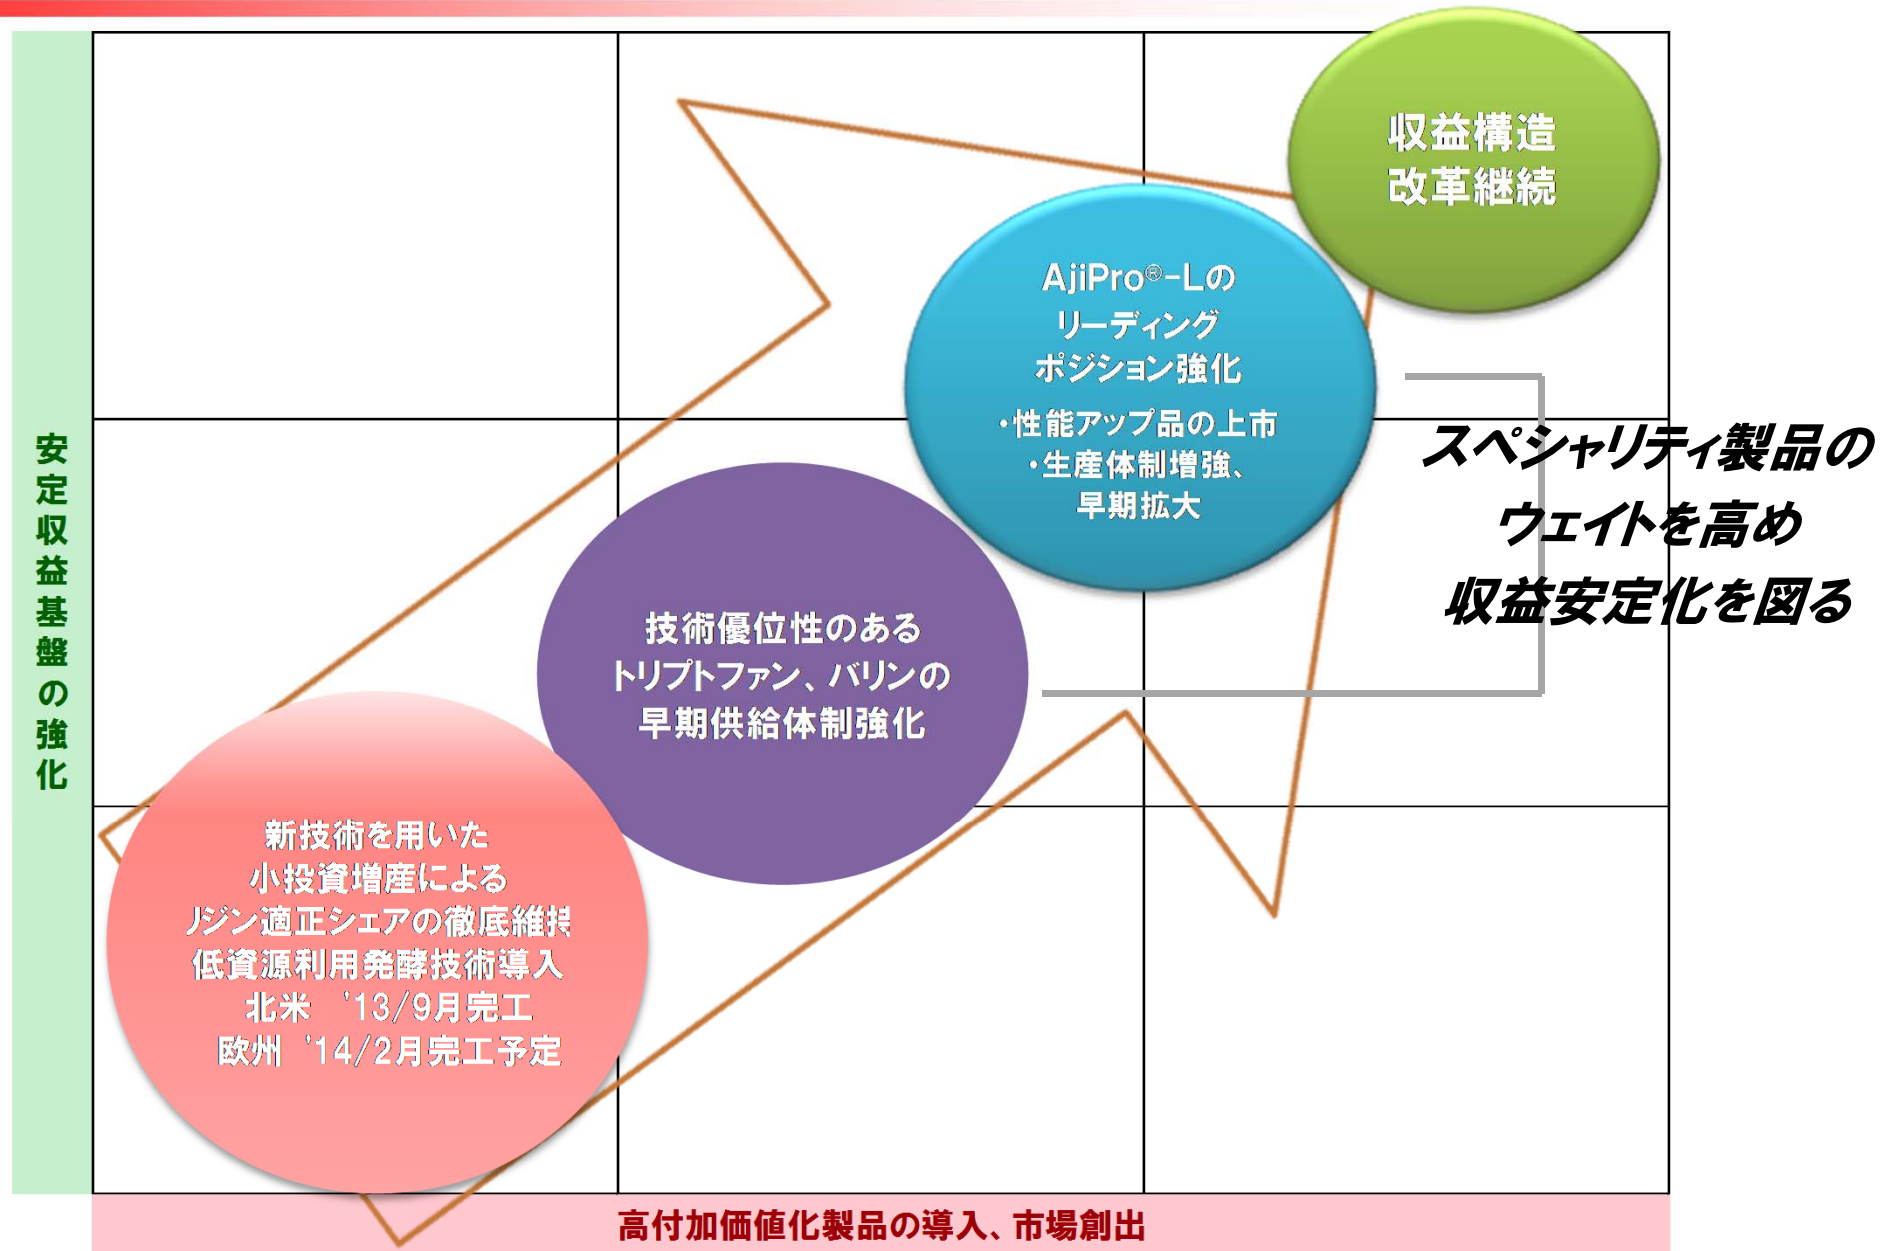 収益構造
改革継続
AjiPro®-Lの
リーディング
ポジション強化
・性能アップ品の上市
・生産体制増強、
早期拡大
スペシャリティ製品の
ウェイトを高め
収益安定化を図る
安定収益基盤の強化
技術優位性のある
トリプトファン、バリンの
早期供給体制強化
新技術を用いた
小投資増産による
リジン適正シェアの徹底維持
低資源利用発酵技術導入
北米 '13/9月完工
欧州 '14/2月完工予定
高付加価値化製品の導入、市場創出